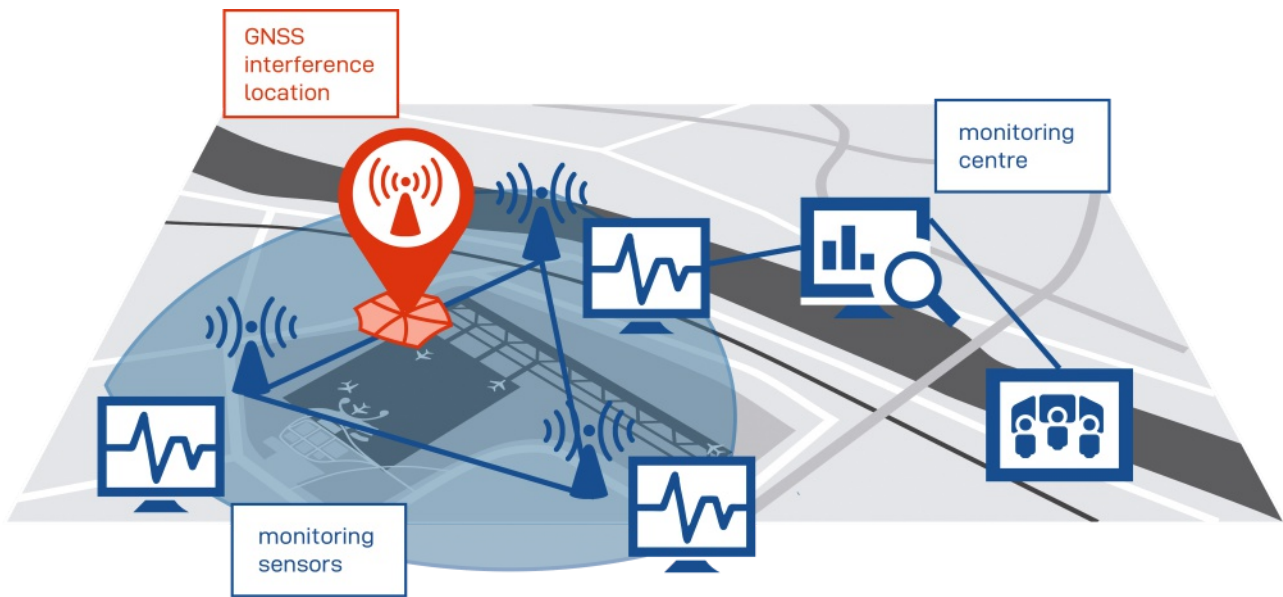 GNSS
interference
location
monitoring
centre
monitoring
sensors